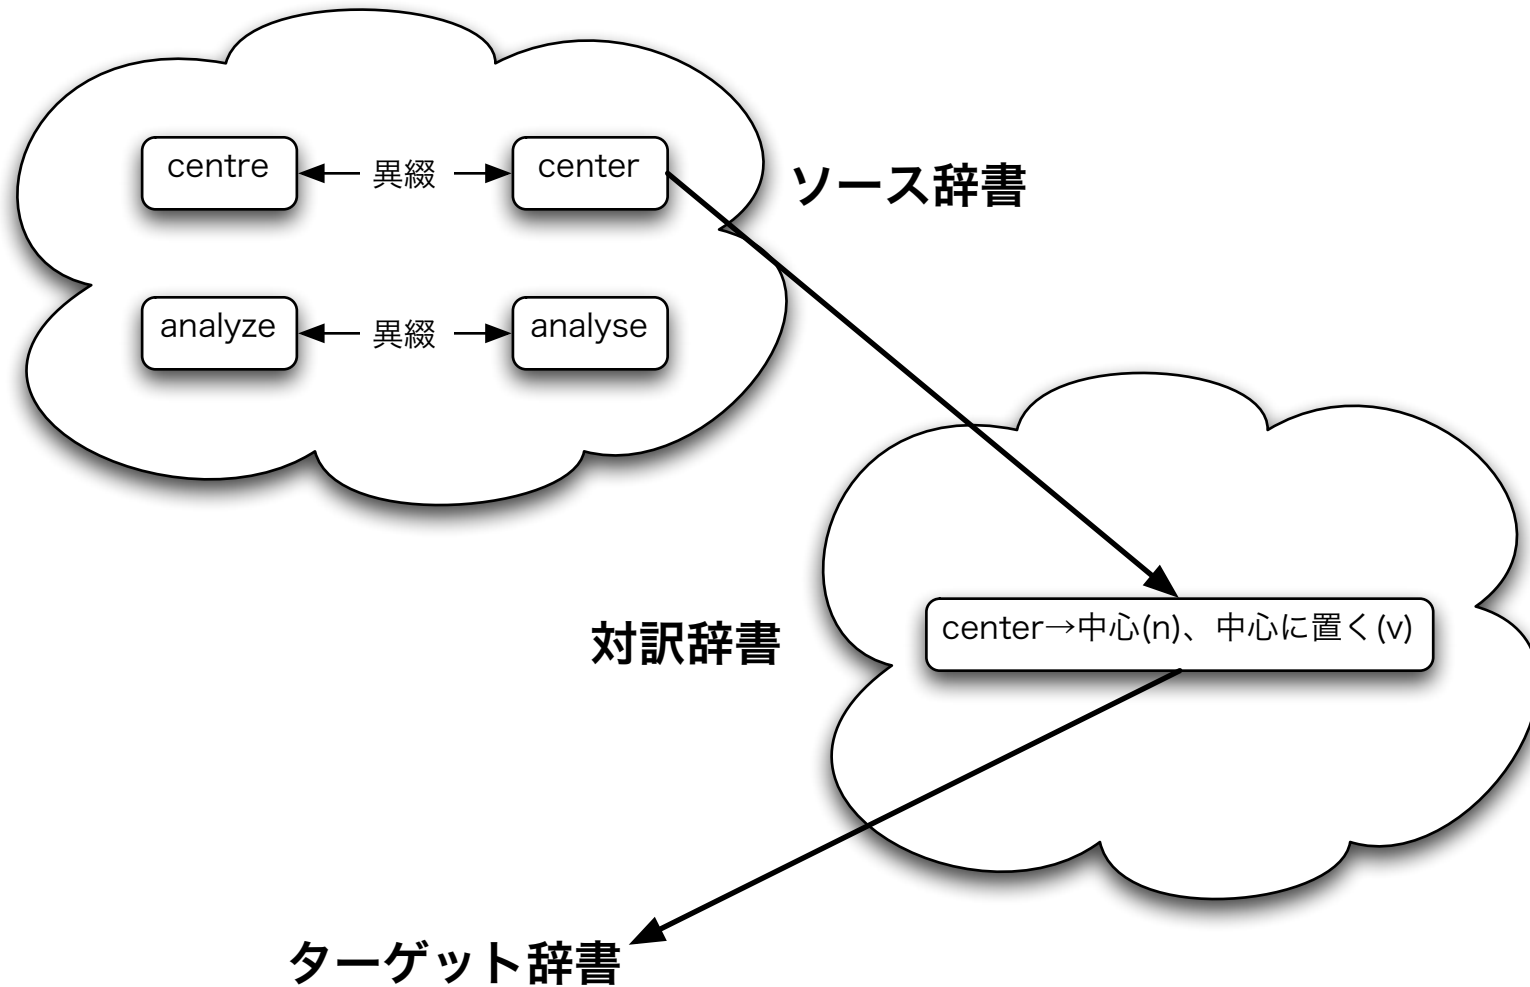 centre 異綴 center
ソース辞書
analyze 異綴 analyse
center→中心(n)、中心に置く(v)
対訳辞書
ターゲット辞書